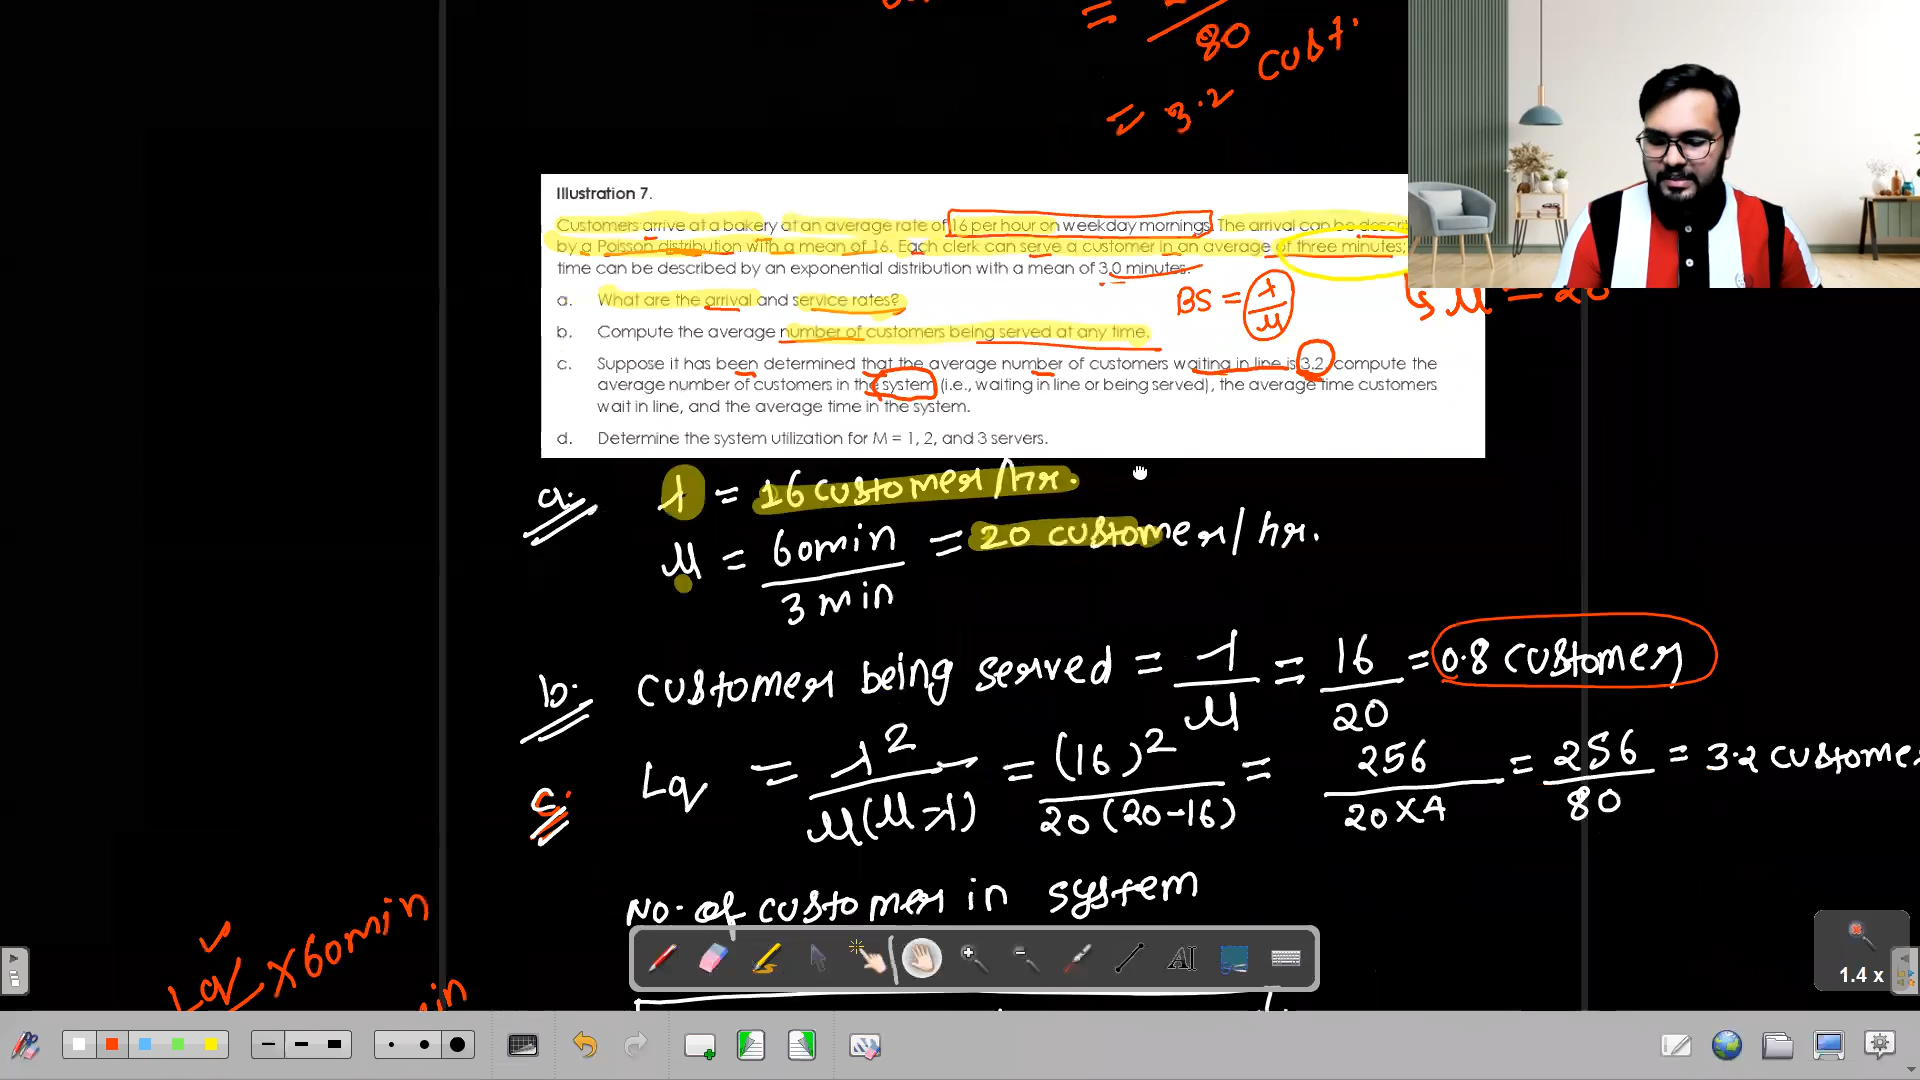 80 cust.
= 3.2
Illustration 7.
Customers arrive at a bakery at an average rate of 16 per hour on weekday mornings. The arrival can be descri
by a Poisson distribution with a mean of 16. Each clerk can serve a customer in an average of three minutes;
time can be described by an exponential distribution with a mean of 3.0 minutes.
a. What are the arrival and service rates?
BS = λ/μ
μ = 20
b. Compute the average number of customers being served at any time.
c. Suppose it has been determined that the average number of customers waiting in line is 3.2, compute the
average number of customers in the system (i.e., waiting in line or being served), the average time customers
wait in line, and the average time in the system.
d. Determine the system utilization for M = 1, 2, and 3 servers.
a. λ = 16 customer/hr.
μ = 60min / 3 min = 20 customer/hr.
b. customer being served = λ/μ = 16/20 = 0.8 customer
c. Lq = λ2 / μ(μ-λ) = (16)2 / 20(20-16) = 256 / 20×4 = 256 / 80 = 3.2 custome
No. of customer in system
Lq × 60min
in
1.4 x